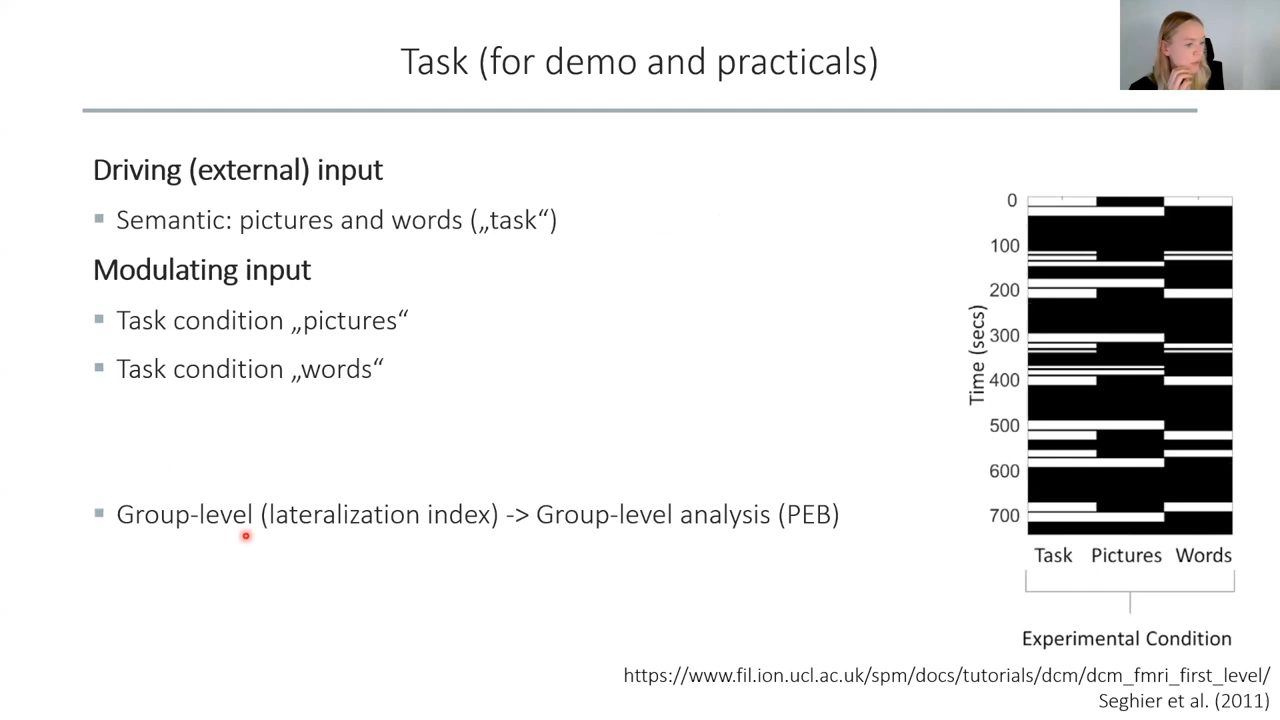 Task (for demo and practicals)
Driving (external) input
Semantic: pictures and words („task“)
Modulating input
Task condition „pictures“
Task condition „words“
Group-level (lateralization index) -> Group-level analysis (PEB)
0
100
200
300
400
500
600
700
Time (secs)
Task Pictures Words
Experimental Condition
https://www.fil.ion.ucl.ac.uk/spm/docs/tutorials/dcm/dcm_fmri_first_level/
Seghier et al. (2011)